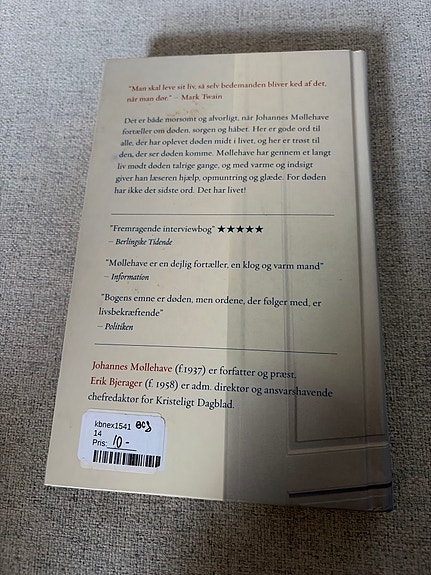 "Man skal leve sit liv, så selv bedemanden bliver ked af det,
når man dør." – Mark Twain
Det er både morsomt og alvorligt, når Johannes Møllehave
fortæller om døden, sorgen og håbet. Her er gode ord til
alle, der har oplevet døden midt i livet, og her er trøst til
den, der ser døden komme. Møllehave har gennem et langt
liv mødt døden talrige gange, og med varme og indsigt
giver han læseren hjælp, opmuntring og glæde. For døden
har ikke det sidste ord. Det har livet!
"Fremragende interviewbog" ★★★★★
– Berlingske Tidende
"Møllehave er en dejlig fortæller, en klog og varm mand"
– Information
"Bogens emne er døden, men ordene, der følger med, er
livsbekræftende"
– Politiken
Johannes Møllehave (f.1937) er forfatter og præst.
Erik Bjerager (f. 1958) er adm. direktør og ansvarshavende
chefredaktør for Kristeligt Dagblad.
kbnex1541
14
Pris: 10-